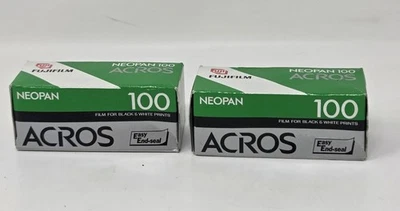 FUJIFILM
NEOPAN 100
ACROS
NEOPAN
100
FILM FOR BLACK & WHITE PRINTS
ACROS
Easy
End-seal
FUJIFILM
NEOPAN 100
ACROS
NEOPAN
100
FILM FOR BLACK & WHITE PRINTS
ACROS
Easy
End-seal